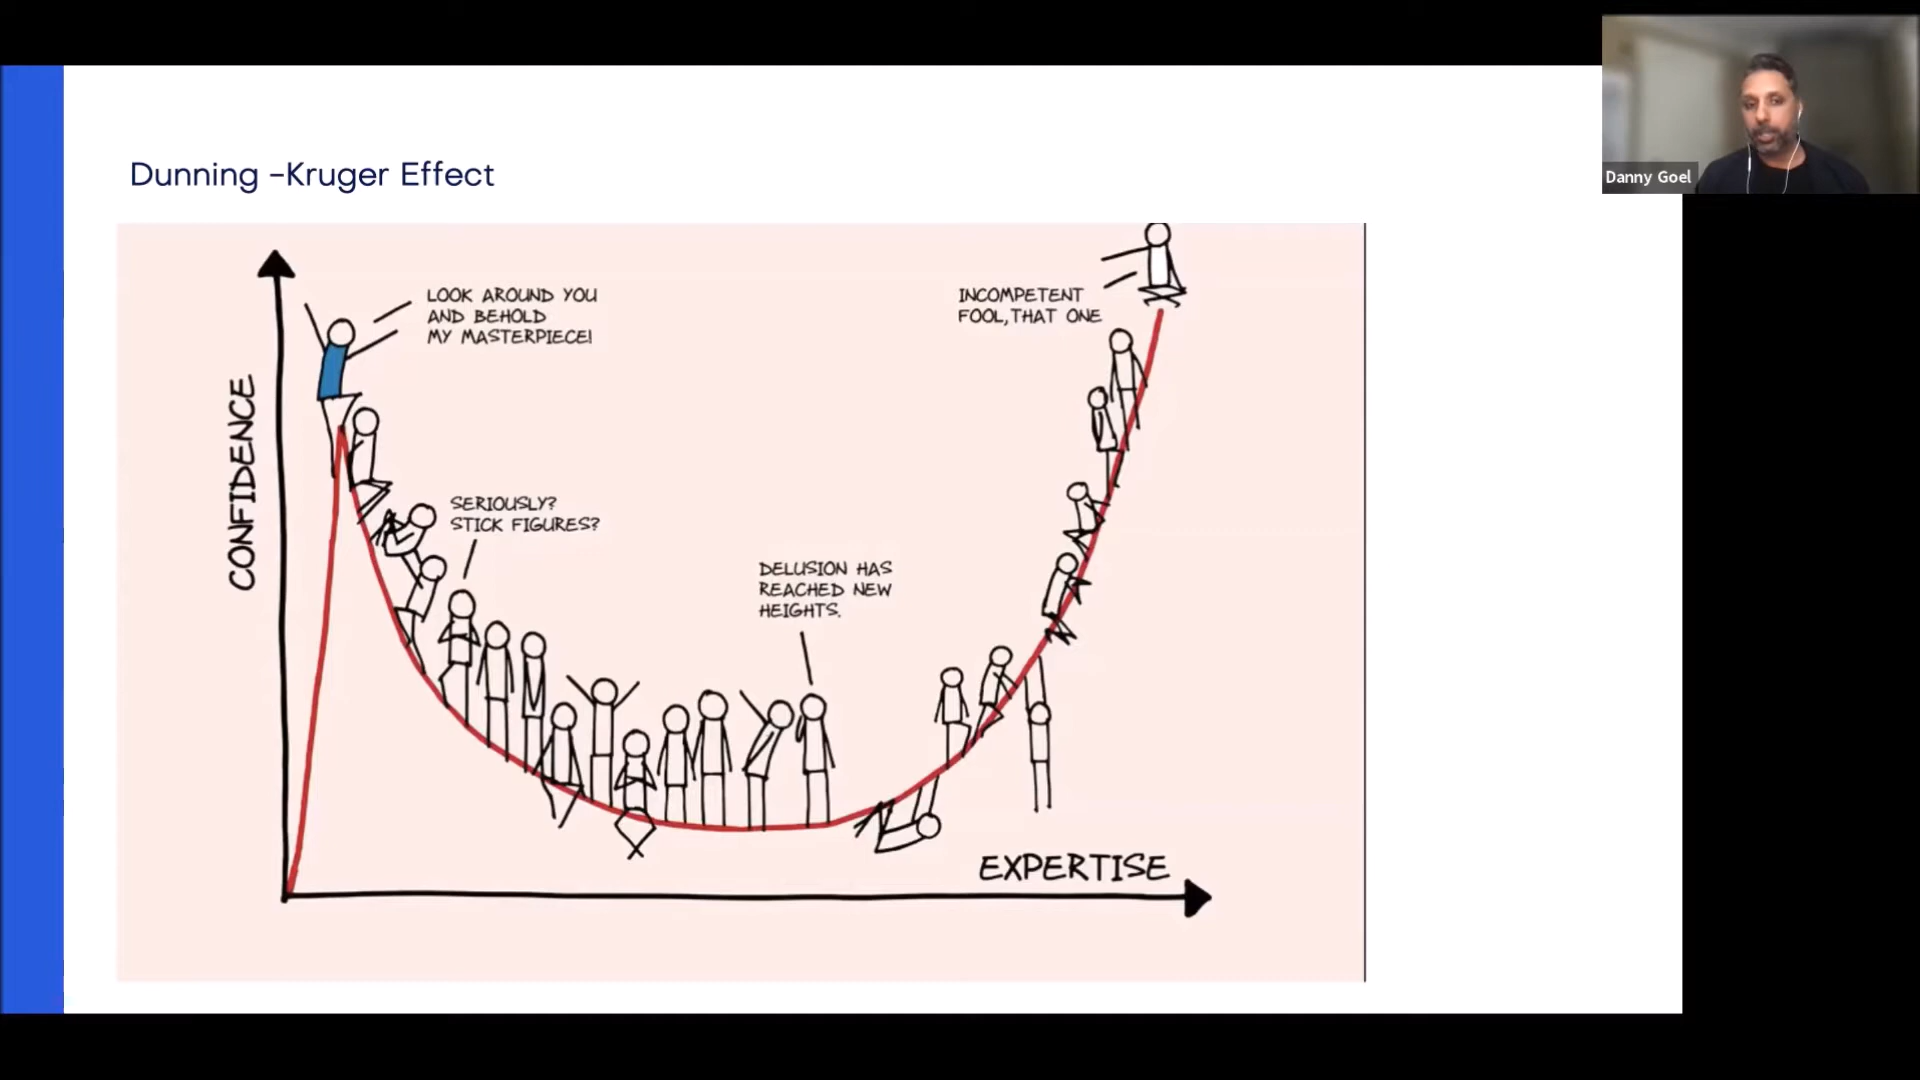 Danny Goel
Dunning –Kruger Effect
LOOK AROUND YOU
AND BEHOLD
MY MASTERPIECE!
INCOMPETENT
FOOL, THAT ONE
CONFIDENCE
SERIOUSLY?
STICK FIGURES?
DELUSION HAS
REACHED NEW
HEIGHTS.
EXPERTISE